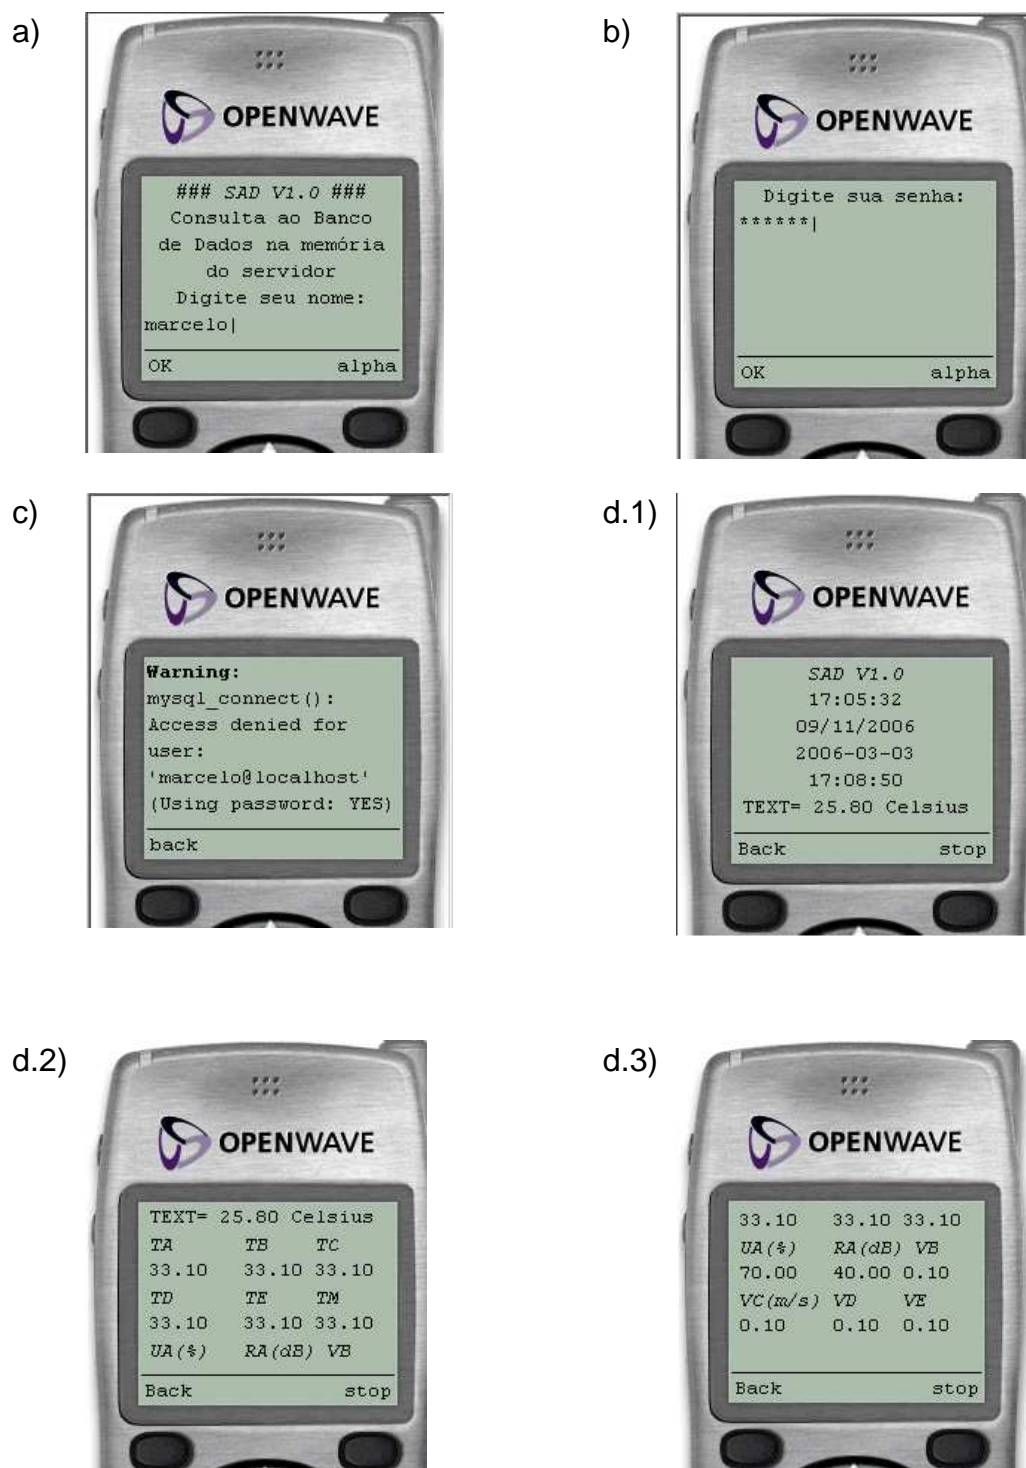 a)
OPENWAVE
### SAD V1.0 ###
Consulta ao Banco
de Dados na memória
do servidor
Digite seu nome:
marcelo|
OK alpha
b)
OPENWAVE
Digite sua senha:
******|
OK alpha
c)
OPENWAVE
Warning:
mysql_connect():
Access denied for
user:
'marcelo@localhost'
(Using password: YES)
back
d.1)
OPENWAVE
SAD V1.0
17:05:32
09/11/2006
2006-03-03
17:08:50
TEXT= 25.80 Celsius
Back stop
d.2)
OPENWAVE
TEXT= 25.80 Celsius
TA TB TC
33.10 33.10 33.10
TD TE TM
33.10 33.10 33.10
UA(%) RA(dB) VB
Back stop
d.3)
OPENWAVE
33.10 33.10 33.10
UA(%) RA(dB) VB
70.00 40.00 0.10
VC(m/s) VD VE
0.10 0.10 0.10
Back stop